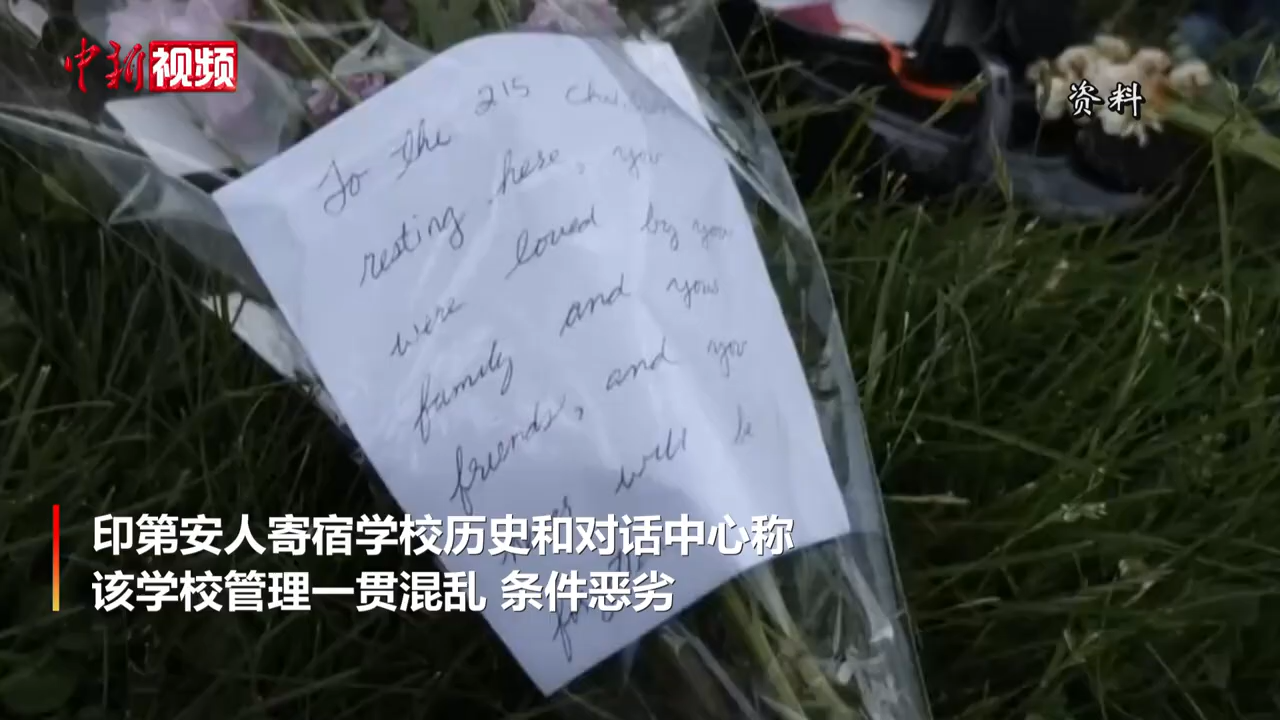 中新视频
资料
To the 215
resting here, you
were loved by you
family and your
friends, and you
will be
印第安人寄宿学校历史和对话中心称
该学校管理一贯混乱 条件恶劣